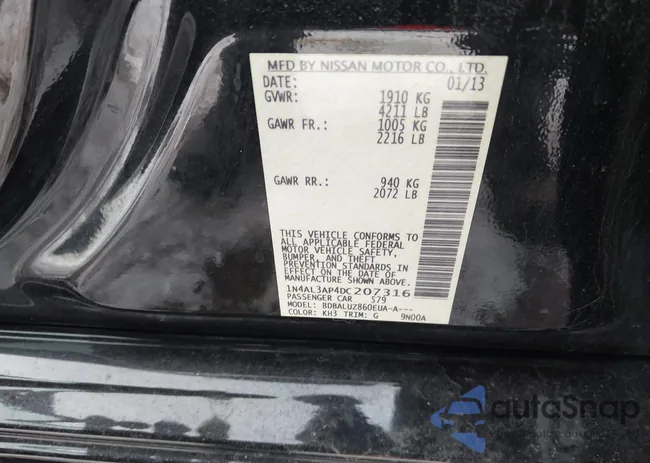 MFD BY NISSAN MOTOR CO., LTD.
DATE: 01/13
GVWR: 1910 KG
4211 LB
GAWR FR.: 1005 KG
2216 LB
GAWR RR.: 940 KG
2072 LB
THIS VEHICLE CONFORMS TO
ALL APPLICABLE FEDERAL
MOTOR VEHICLE SAFETY,
BUMPER, AND THEFT
PREVENTION STANDARDS IN
EFFECT ON THE DATE OF
MANUFACTURE SHOWN ABOVE.
1N4AL3AP4DC207316
PASSENGER CAR 579
MODEL: BDBALUZ860EUA-A---
COLOR: KH3 TRIM: G 9N00A
autoSnap